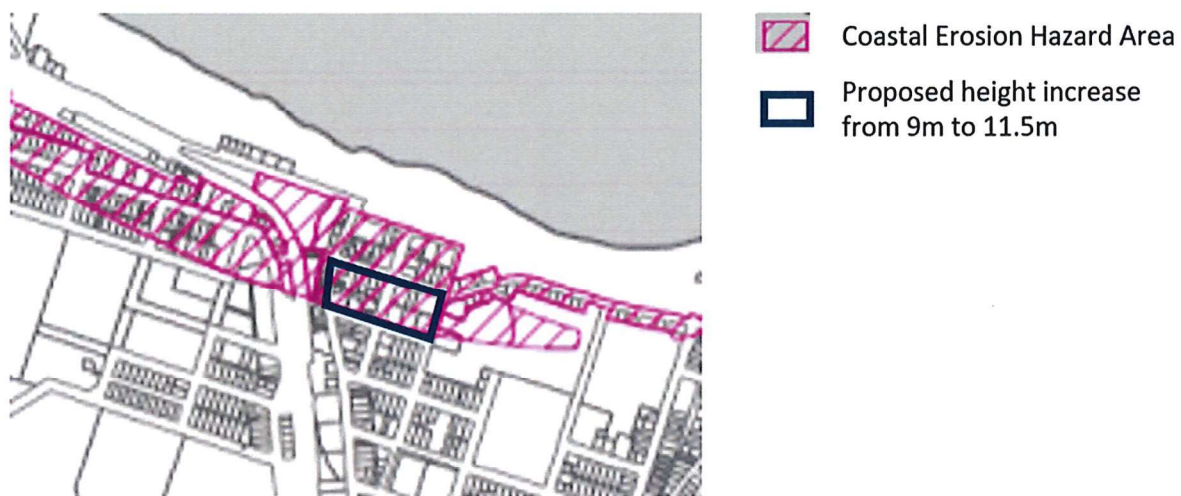 Coastal Erosion Hazard Area
Proposed height increase
from 9m to 11.5m